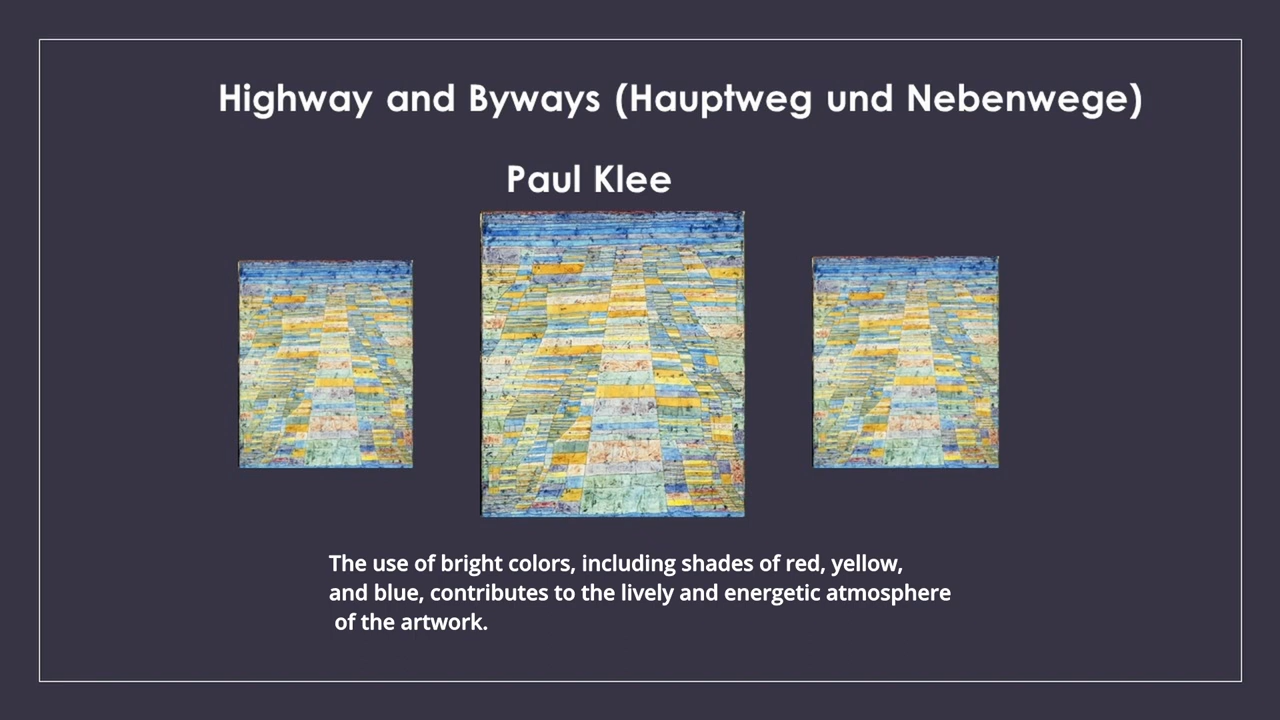 Highway and Byways (Hauptweg und Nebenwege)
Paul Klee
The use of bright colors, including shades of red, yellow,
and blue, contributes to the lively and energetic atmosphere
of the artwork.